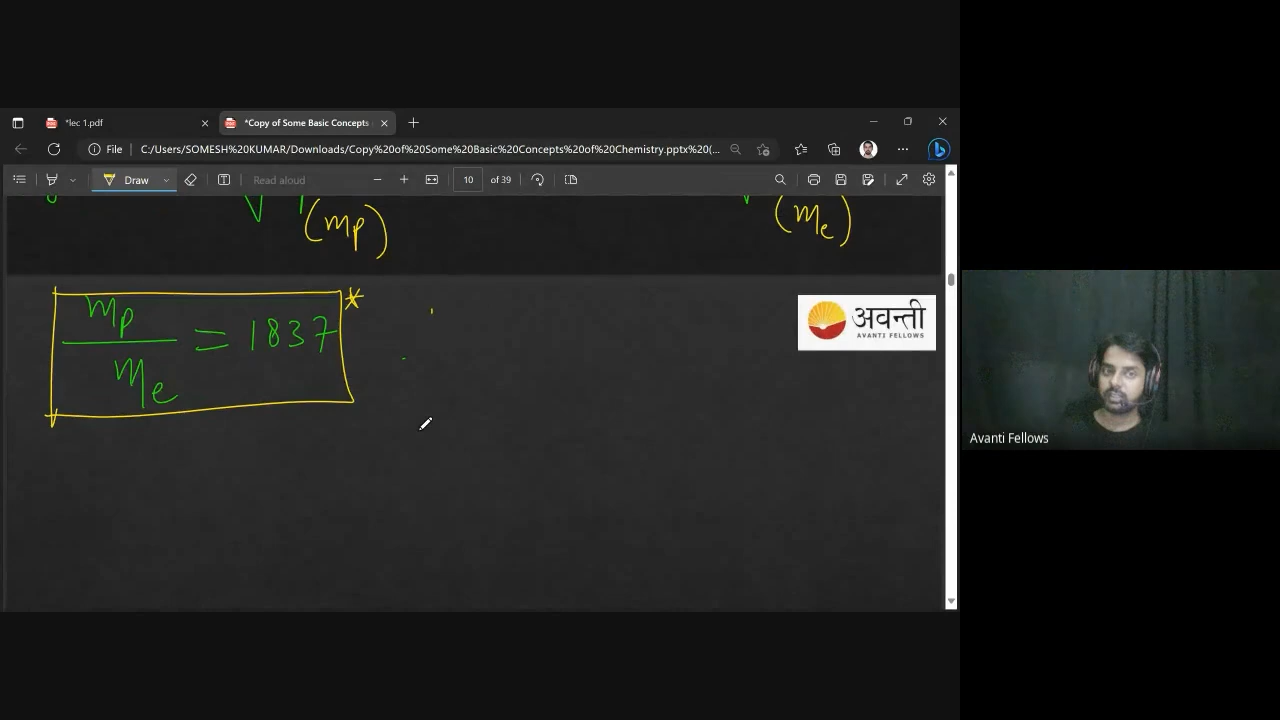 *lec 1.pdf
*Copy of Some Basic Concepts
File
C:/Users/SOMESH%20KUMAR/Downloads/Copy%20of%20Some%20Basic%20Concepts%20of%20Chemistry.pptx%20(...
Draw
Read aloud
10 of 39
(mp)
(me)
mp
= 1837 *
me
अवन्ती
AVANTI FELLOWS
Avanti Fellows